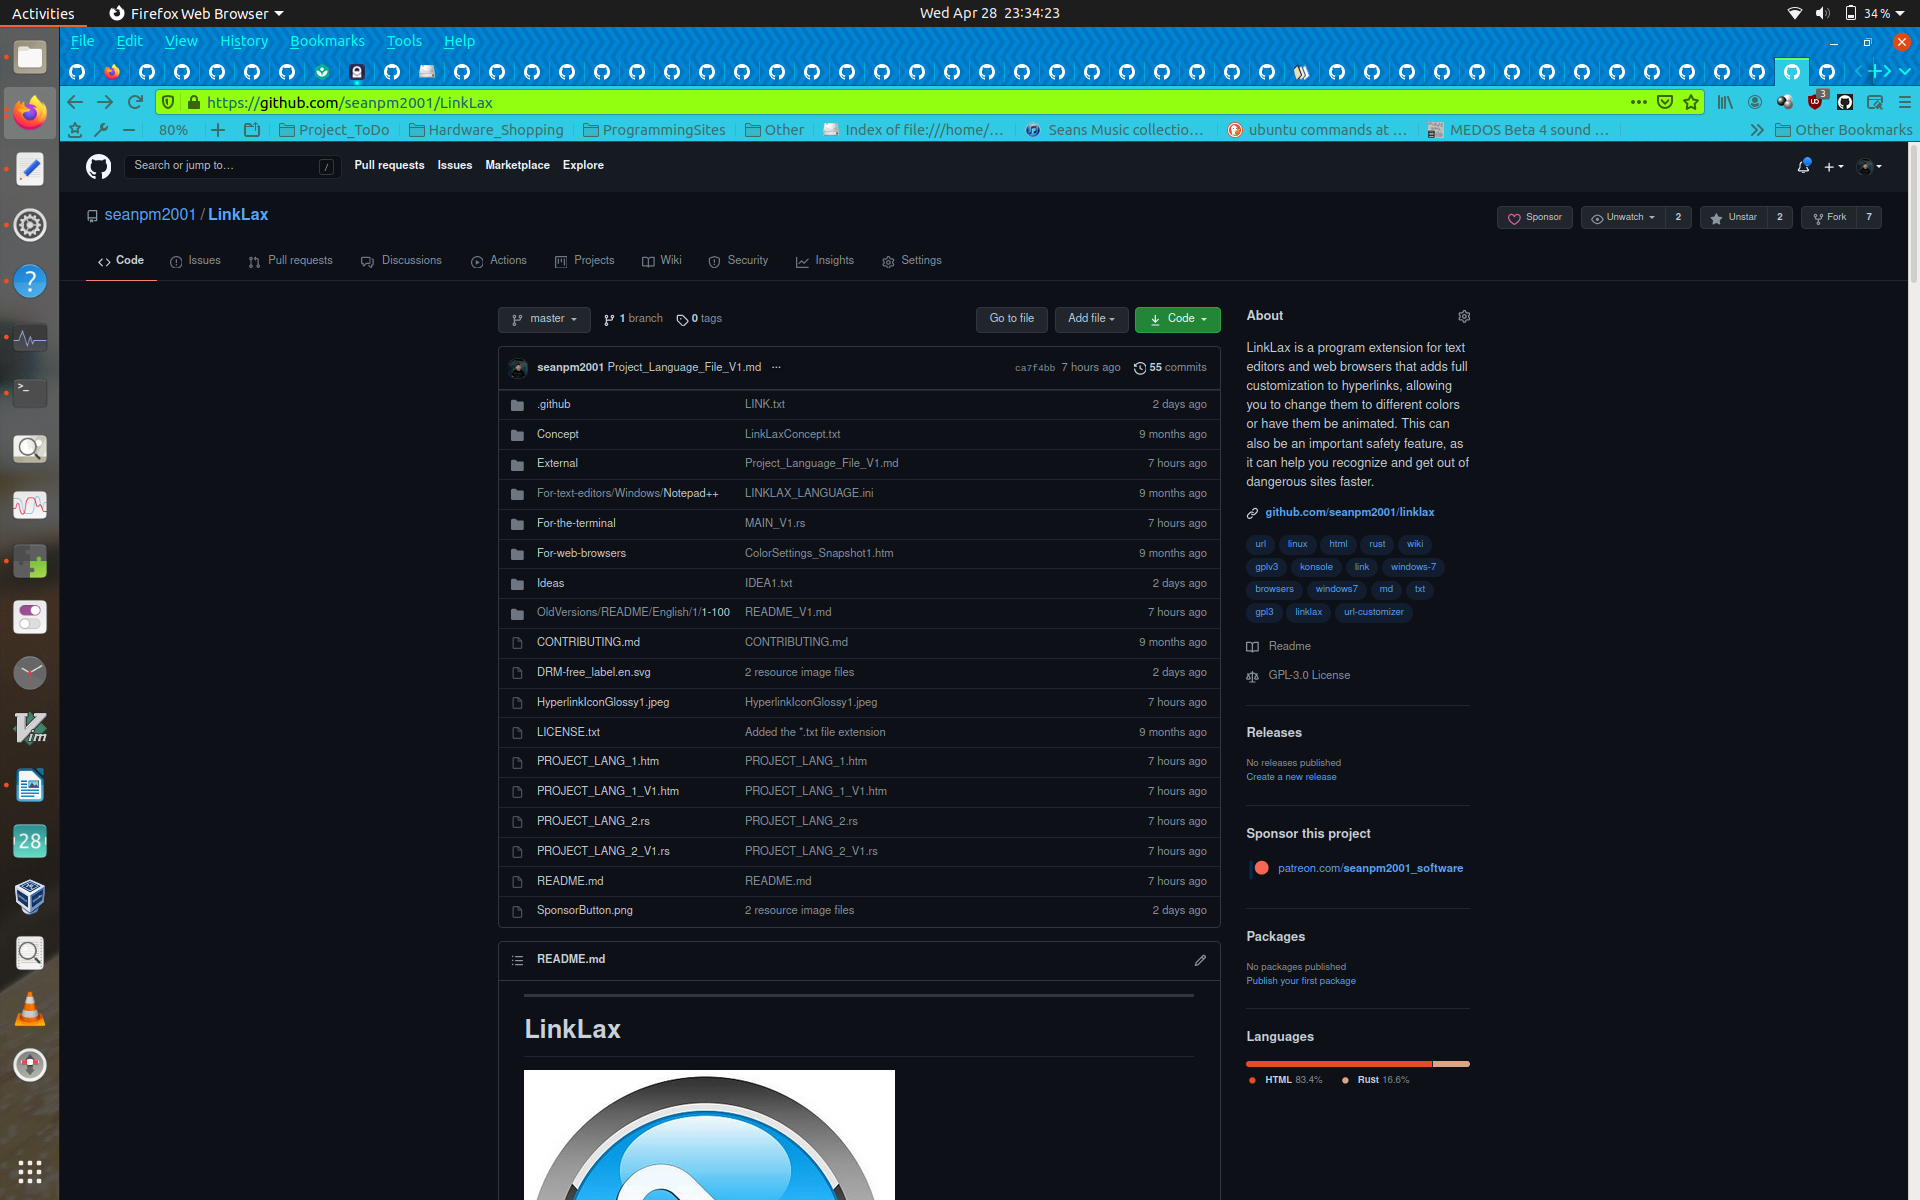 Activities
Firefox Web Browser
Wed Apr 28 23:34:23
34%
File Edit View History Bookmarks Tools Help
https://github.com/seanpm2001/LinkLax
3
80%
Project_ToDo
Hardware_Shopping
ProgrammingSites
Other
Index of file:///home/...
Seans Music collectio...
ubuntu commands at ...
MEDOS Beta 4 sound ...
Other Bookmarks
Search or jump to...
/
Pull requests Issues Marketplace Explore
seanpm2001 / LinkLax
Sponsor
Unwatch 2
Unstar 2
Fork 7
Code Issues Pull requests Discussions Actions Projects Wiki Security Insights Settings
master
1 branch
0 tags
Go to file
Add file
Code
seanpm2001 Project_Language_File_V1.md ...
ca7f4bb 7 hours ago
55 commits
.github LINK.txt 2 days ago
Concept LinkLaxConcept.txt 9 months ago
External Project_Language_File_V1.md 7 hours ago
For-text-editors/Windows/Notepad++ LINKLAX_LANGUAGE.ini 9 months ago
For-the-terminal MAIN_V1.rs 7 hours ago
For-web-browsers ColorSettings_Snapshot1.htm 9 months ago
Ideas IDEA1.txt 2 days ago
OldVersions/README/English/1/1-100 README_V1.md 7 hours ago
CONTRIBUTING.md CONTRIBUTING.md 9 months ago
DRM-free_label.en.svg 2 resource image files 2 days ago
HyperlinkIconGlossy1.jpeg HyperlinkIconGlossy1.jpeg 7 hours ago
LICENSE.txt Added the *.txt file extension 9 months ago
PROJECT_LANG_1.htm PROJECT_LANG_1.htm 7 hours ago
PROJECT_LANG_1_V1.htm PROJECT_LANG_1_V1.htm 7 hours ago
PROJECT_LANG_2.rs PROJECT_LANG_2.rs 7 hours ago
PROJECT_LANG_2_V1.rs PROJECT_LANG_2_V1.rs 7 hours ago
README.md README.md 7 hours ago
SponsorButton.png 2 resource image files 2 days ago
README.md
LinkLax
About
LinkLax is a program extension for text
editors and web browsers that adds full
customization to hyperlinks, allowing
you to change them to different colors
or have them be animated. This can
also be an important safety feature, as
it can help you recognize and get out of
dangerous sites faster.
github.com/seanpm2001/linklax
url linux html rust wiki
gplv3 konsole link windows-7
browsers windows7 md txt
gpl3 linklax url-customizer
Readme
GPL-3.0 License
Releases
No releases published
Create a new release
Sponsor this project
patreon.com/seanpm2001_software
Packages
No packages published
Publish your first package
Languages
HTML 83.4% Rust 16.6%
?
>_
VIM
28